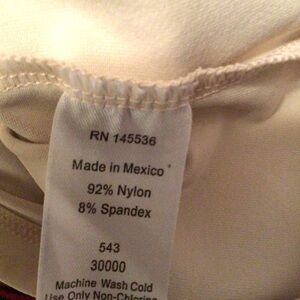 RN 145536
Made in Mexico
92% Nylon
8% Spandex
543
30000
Machine Wash Cold
Use Only Non-Chlorine